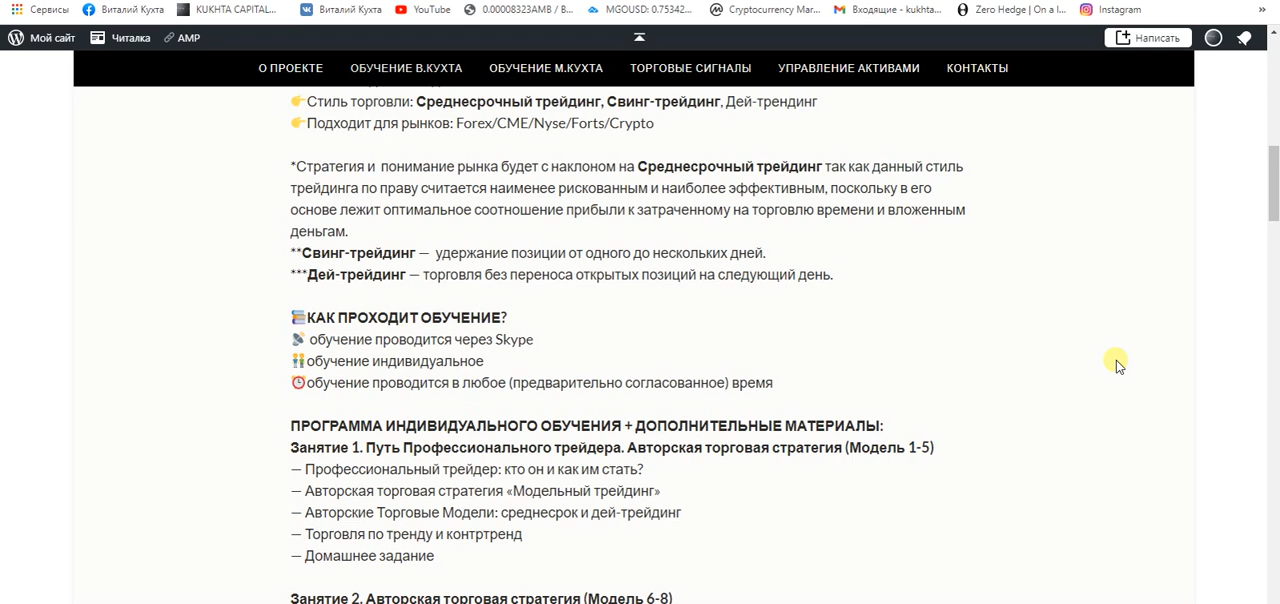 Сервисы Виталий Кухта KUKHTA CAPITAL... Виталий Кухта YouTube 0.00008323AMB / B... MGOUSD: 0.75342... Cryptocurrency Mar... Входящие - kukhta... Zero Hedge | On a l... Instagram »
Мой сайт Читалка AMP Написать
О ПРОЕКТЕ ОБУЧЕНИЕ В.КУХТА ОБУЧЕНИЕ М.КУХТА ТОРГОВЫЕ СИГНАЛЫ УПРАВЛЕНИЕ АКТИВАМИ КОНТАКТЫ
👉Стиль торговли: Среднесрочный трейдинг, Свинг-трейдинг, Дей-трендинг
👉Подходит для рынков: Forex/CME/Nyse/Forts/Crypto
*Стратегия и понимание рынка будет с наклоном на Среднесрочный трейдинг так как данный стиль
трейдинга по праву считается наименее рискованным и наиболее эффективным, поскольку в его
основе лежит оптимальное соотношение прибыли к затраченному на торговлю времени и вложенным
деньгам.
**Свинг-трейдинг — удержание позиции от одного до нескольких дней.
***Дей-трейдинг — торговля без переноса открытых позиций на следующий день.
📚КАК ПРОХОДИТ ОБУЧЕНИЕ?
📡 обучение проводится через Skype
👬обучение индивидуальное
⏰обучение проводится в любое (предварительно согласованное) время
ПРОГРАММА ИНДИВИДУАЛЬНОГО ОБУЧЕНИЯ + ДОПОЛНИТЕЛЬНЫЕ МАТЕРИАЛЫ:
Занятие 1. Путь Профессионального трейдера. Авторская торговая стратегия (Модель 1-5)
— Профессиональный трейдер: кто он и как им стать?
— Авторская торговая стратегия «Модельный трейдинг»
— Авторские Торговые Модели: среднесрок и дей-трейдинг
— Торговля по тренду и контртренд
— Домашнее задание
Занятие 2. Авторская торговая стратегия (Модель 6-8)